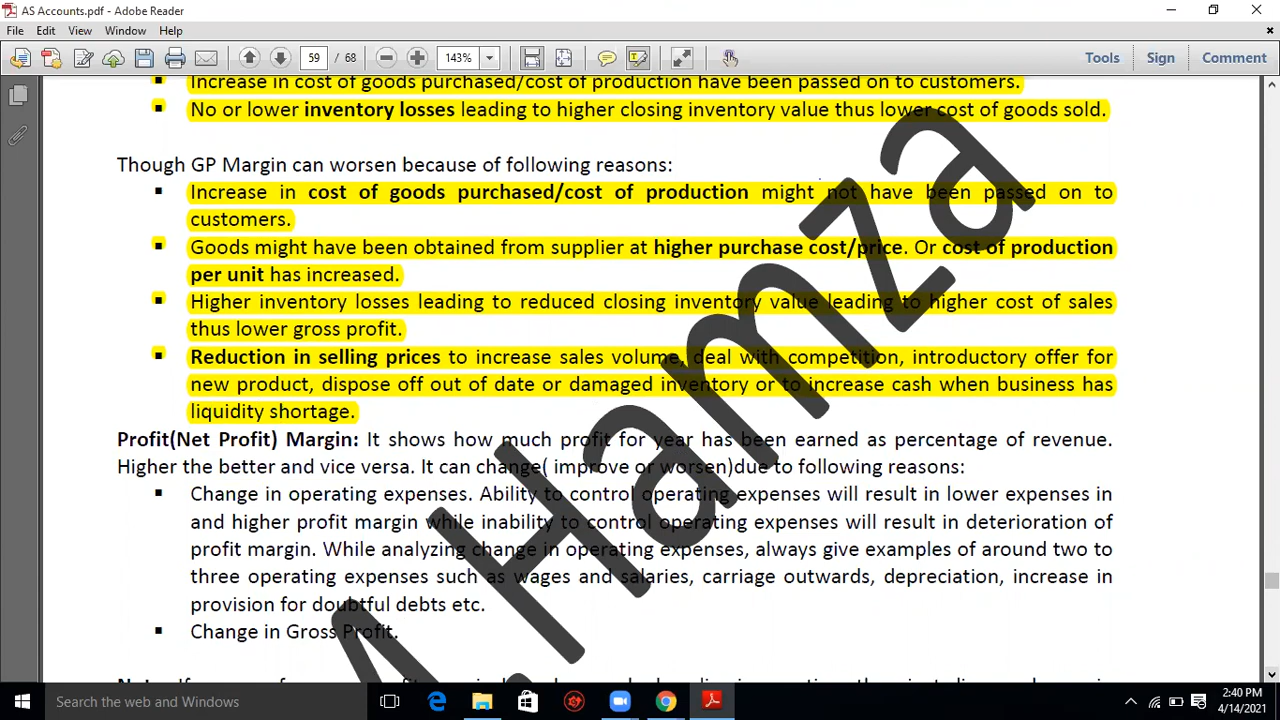 AS Accounts.pdf - Adobe Reader
File Edit View Window Help
59 / 68 143% Tools Sign Comment
Increase in cost of goods purchased/cost of production have been passed on to customers.
No or lower inventory losses leading to higher closing inventory value thus lower cost of goods sold.
Though GP Margin can worsen because of following reasons:
Increase in cost of goods purchased/cost of production might not have been passed on to
customers.
Goods might have been obtained from supplier at higher purchase cost/price. Or cost of production
per unit has increased.
Higher inventory losses leading to reduced closing inventory value leading to higher cost of sales
thus lower gross profit.
Reduction in selling prices to increase sales volume, deal with competition, introductory offer for
new product, dispose off out of date or damaged inventory or to increase cash when business has
liquidity shortage.
Profit(Net Profit) Margin: It shows how much profit for year has been earned as percentage of revenue.
Higher the better and vice versa. It can change( improve or worsen)due to following reasons:
Change in operating expenses. Ability to control operating expenses will result in lower expenses in
and higher profit margin while inability to control operating expenses will result in deterioration of
profit margin. While analyzing change in operating expenses, always give examples of around two to
three operating expenses such as wages and salaries, carriage outwards, depreciation, increase in
provision for doubtful debts etc.
Change in Gross Profit.
Hamza
Search the web and Windows
2:40 PM
4/14/2021